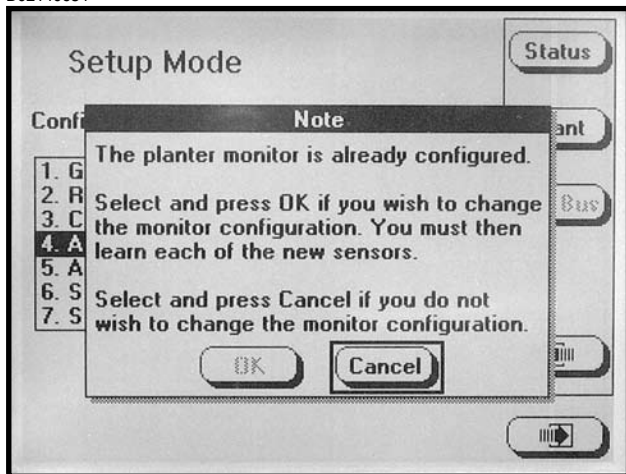 Setup Mode
Status
Confi
Note
ant
The planter monitor is already configured.
1. G
2. R
Select and press OK if you wish to change
Bus
3. C
the monitor configuration. You must then
4. A
learn each of the new sensors.
5. A
6. S
Select and press Cancel if you do not
7. S
wish to change the monitor configuration.
OK
Cancel